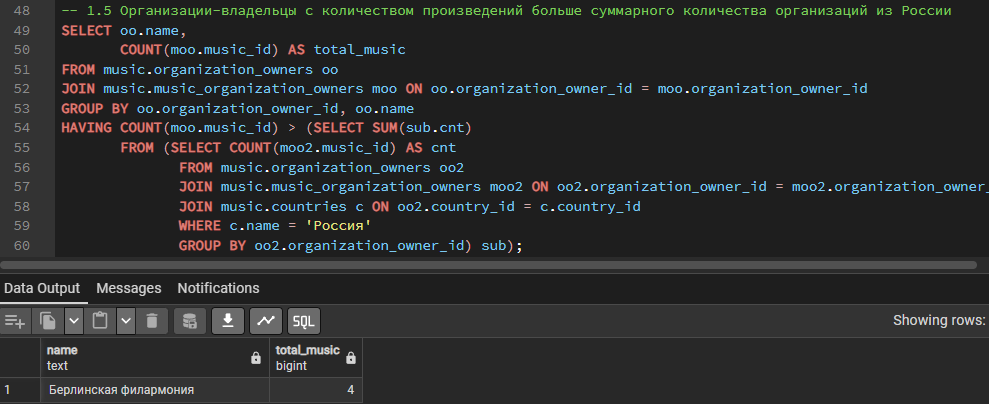 48 -- 1.5 Организации-владельцы с количеством произведений больше суммарного количества организаций из России
49 SELECT oo.name,
50 COUNT(moo.music_id) AS total_music
51 FROM music.organization_owners oo
52 JOIN music.music_organization_owners moo ON oo.organization_owner_id = moo.organization_owner_id
53 GROUP BY oo.organization_owner_id, oo.name
54 HAVING COUNT(moo.music_id) > (SELECT SUM(sub.cnt)
55 FROM (SELECT COUNT(moo2.music_id) AS cnt
56 FROM music.organization_owners oo2
57 JOIN music.music_organization_owners moo2 ON oo2.organization_owner_id = moo2.organization_owner_
58 JOIN music.countries c ON oo2.country_id = c.country_id
59 WHERE c.name = 'Россия'
60 GROUP BY oo2.organization_owner_id) sub);
Data Output Messages Notifications
SQL Showing rows:
name total_music
text bigint
1 Берлинская филармония 4